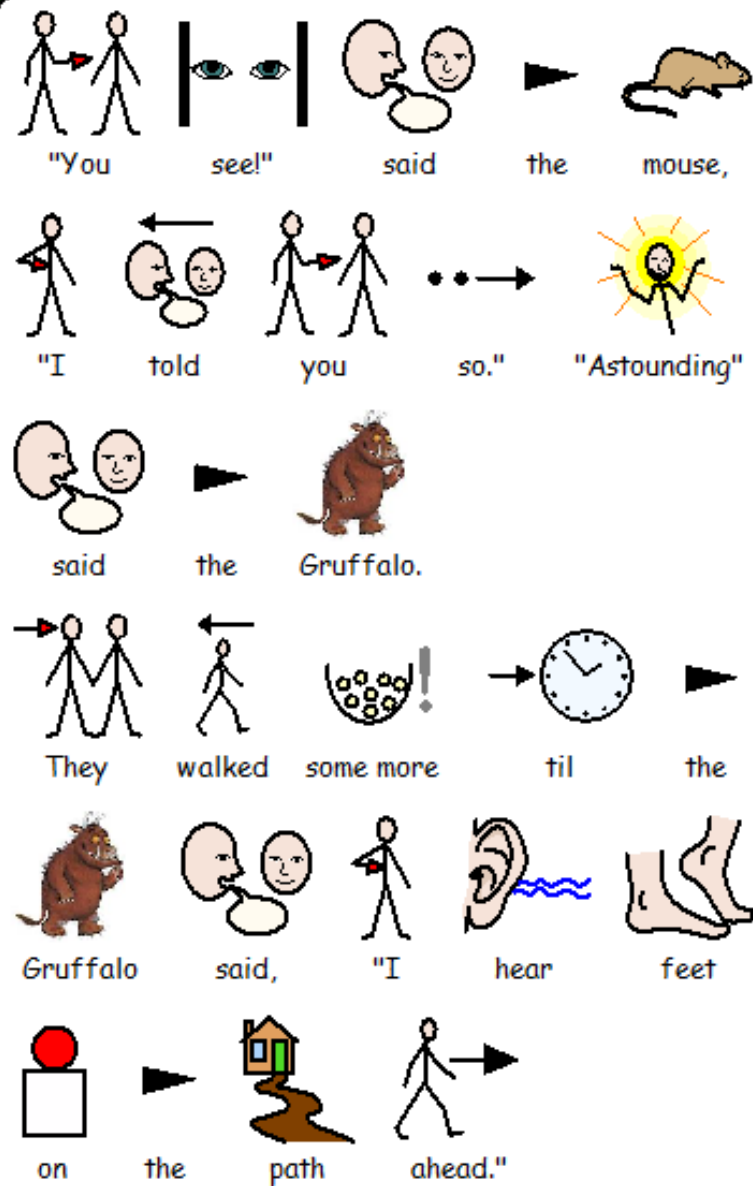 "You see!" said the mouse,
"I told you so." "Astounding"
said the Gruffalo.
They walked some more til the
Gruffalo said, "I hear feet
on the path ahead."